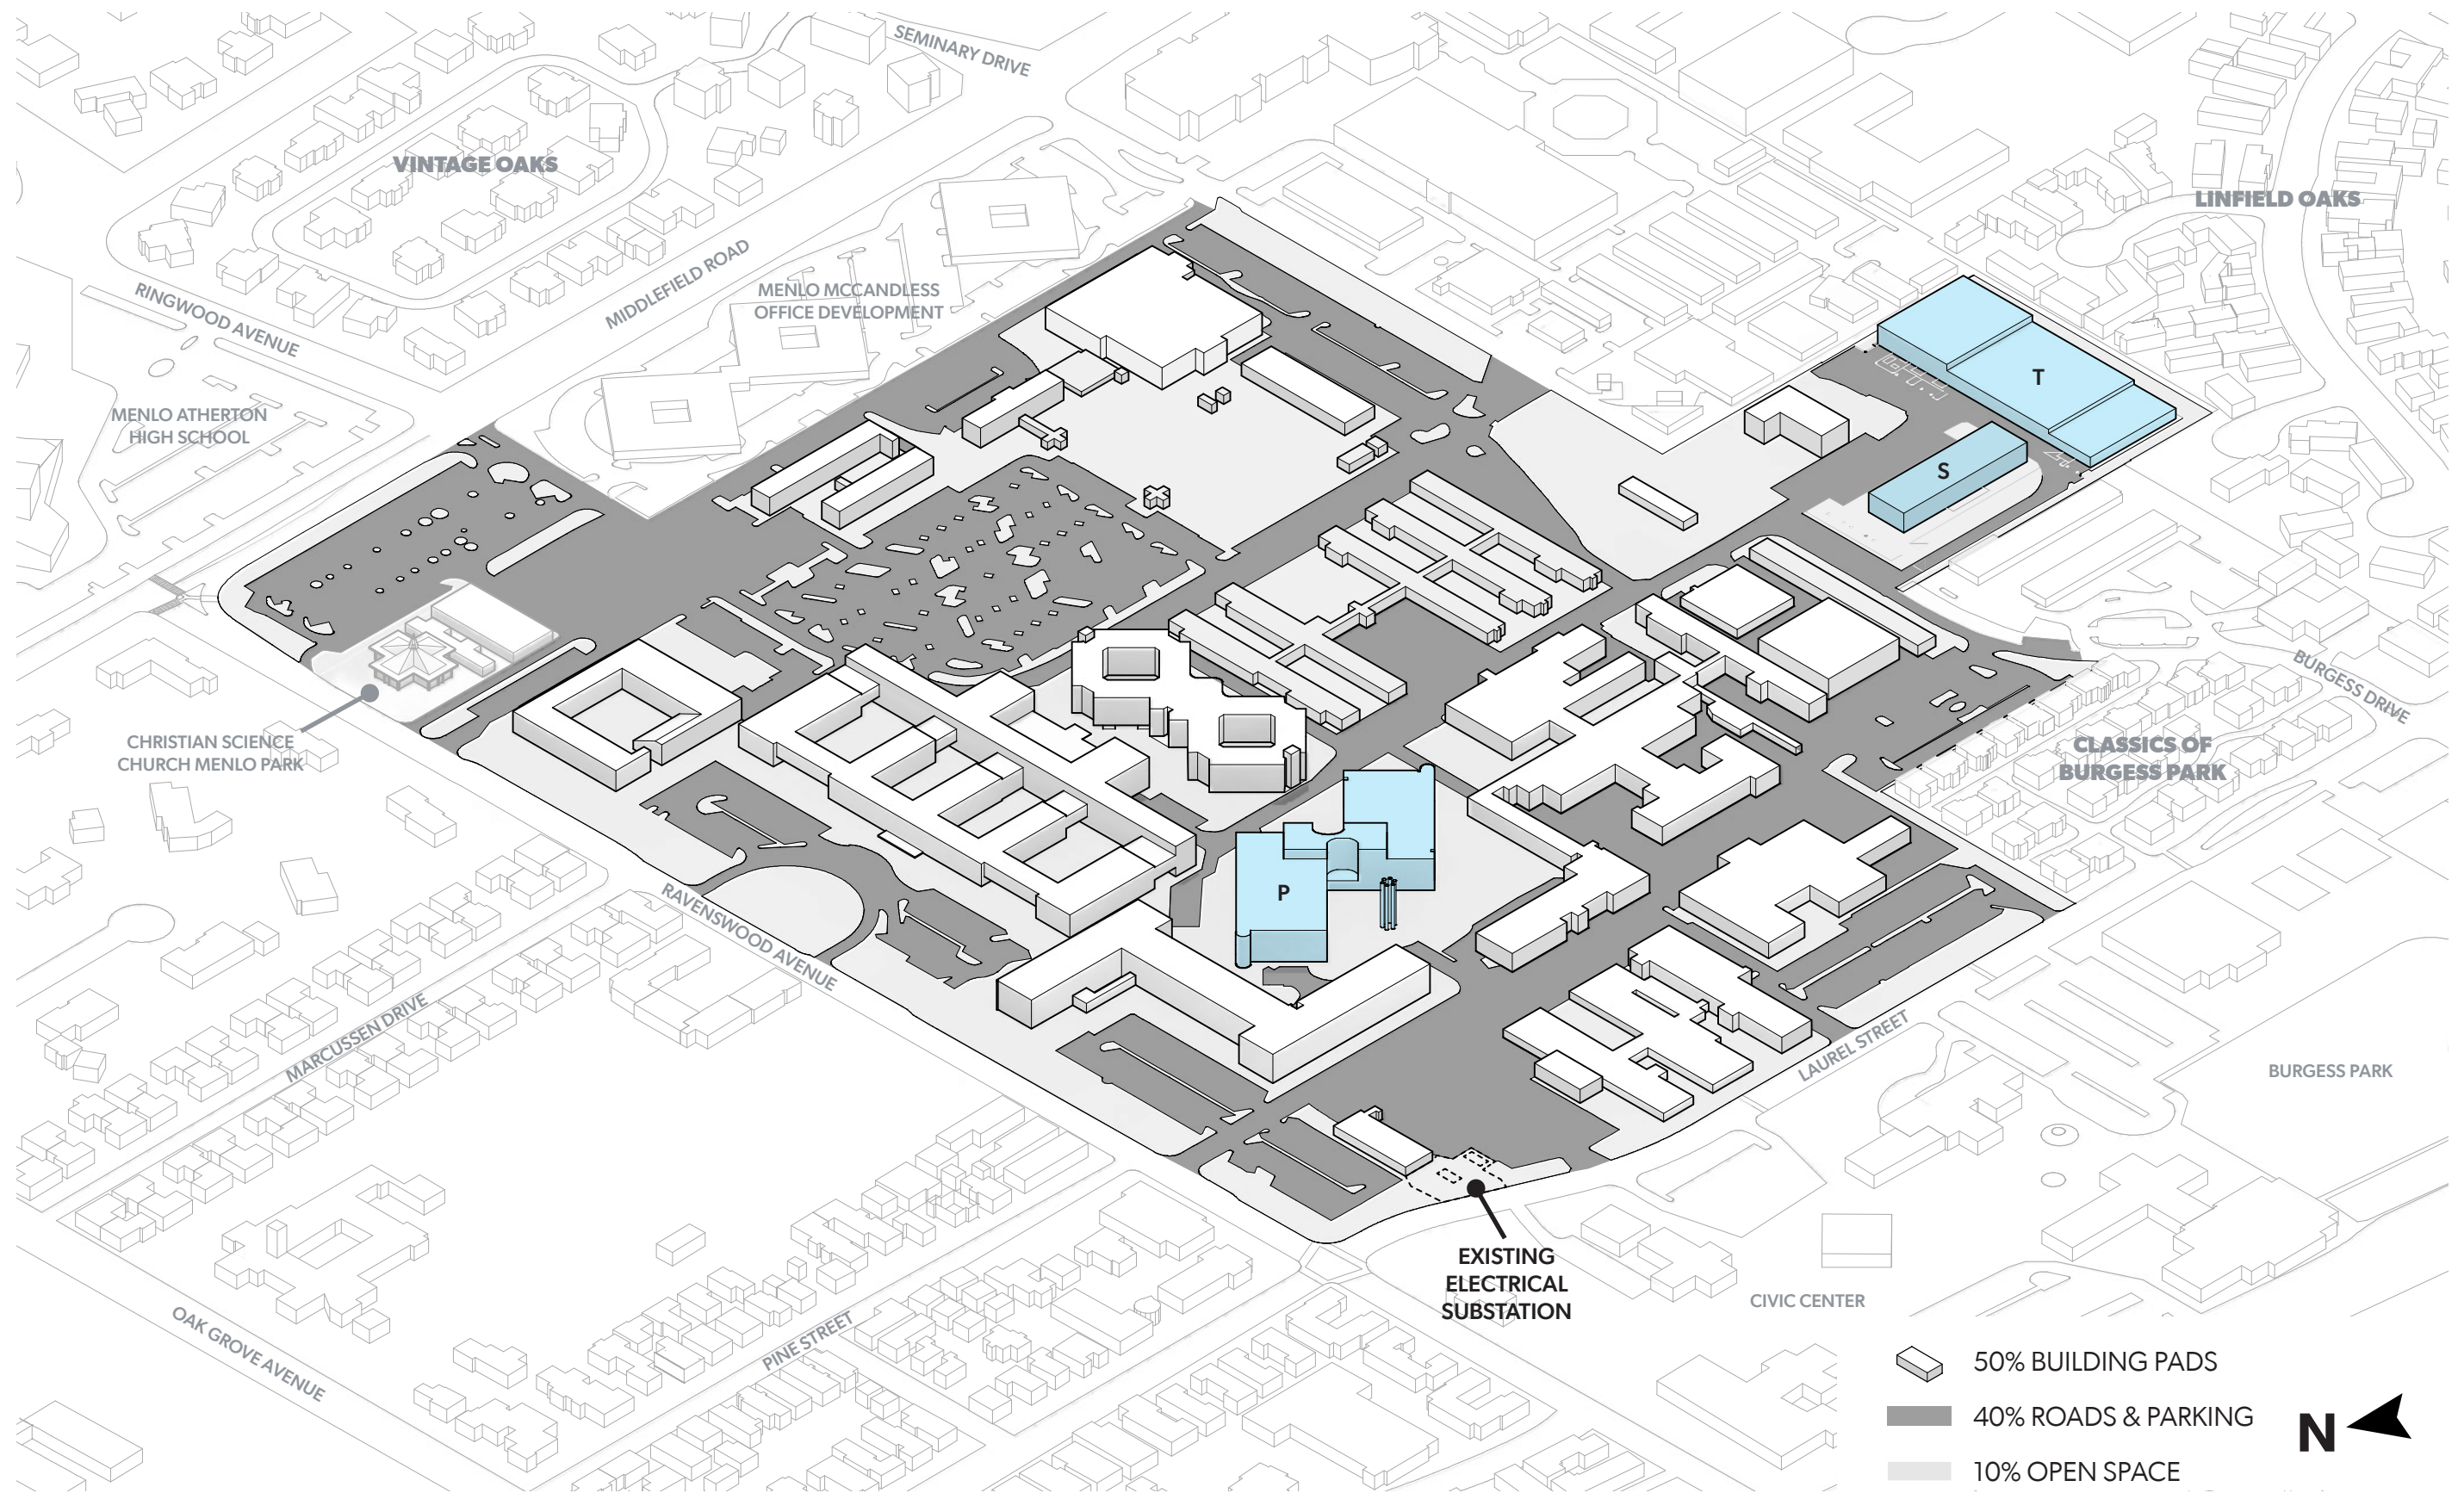 SEMINARY DRIVE
VINTAGE OAKS
LINFIELD OAKS
MIDDLEFIELD ROAD
RINGWOOD AVENUE
MENLO MCCANDLESS
OFFICE DEVELOPMENT
T
MENLO ATHERTON
HIGH SCHOOL
S
BURGESS DRIVE
CHRISTIAN SCIENCE
CHURCH MENLO PARK
CLASSICS OF
BURGESS PARK
P
RAVENSWOOD AVENUE
MARCUSSEN DRIVE
LAUREL STREET
BURGESS PARK
EXISTING
ELECTRICAL
SUBSTATION
CIVIC CENTER
OAK GROVE AVENUE
PINE STREET
50% BUILDING PADS
40% ROADS & PARKING
N
10% OPEN SPACE